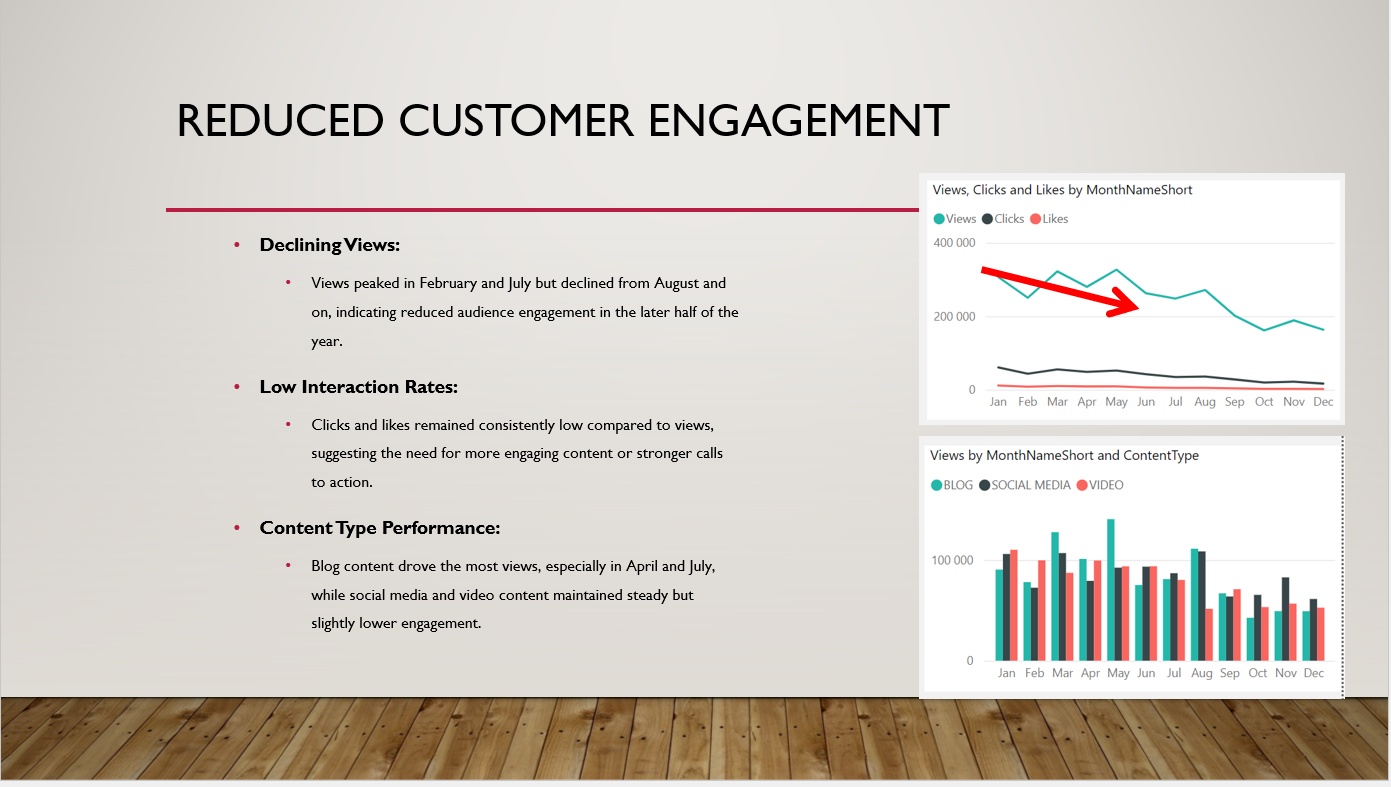 REDUCED CUSTOMER ENGAGEMENT
• Declining Views:
• Views peaked in February and July but declined from August and
on, indicating reduced audience engagement in the later half of the
year.
• Low Interaction Rates:
• Clicks and likes remained consistently low compared to views,
suggesting the need for more engaging content or stronger calls
to action.
• Content Type Performance:
• Blog content drove the most views, especially in April and July,
while social media and video content maintained steady but
slightly lower engagement.
Views, Clicks and Likes by MonthNameShort
Views Clicks Likes
400 000
200 000
0
Jan Feb Mar Apr May Jun Jul Aug Sep Oct Nov Dec
Views by MonthNameShort and ContentType
BLOG SOCIAL MEDIA VIDEO
100 000
0
Jan Feb Mar Apr May Jun Jul Aug Sep Oct Nov Dec